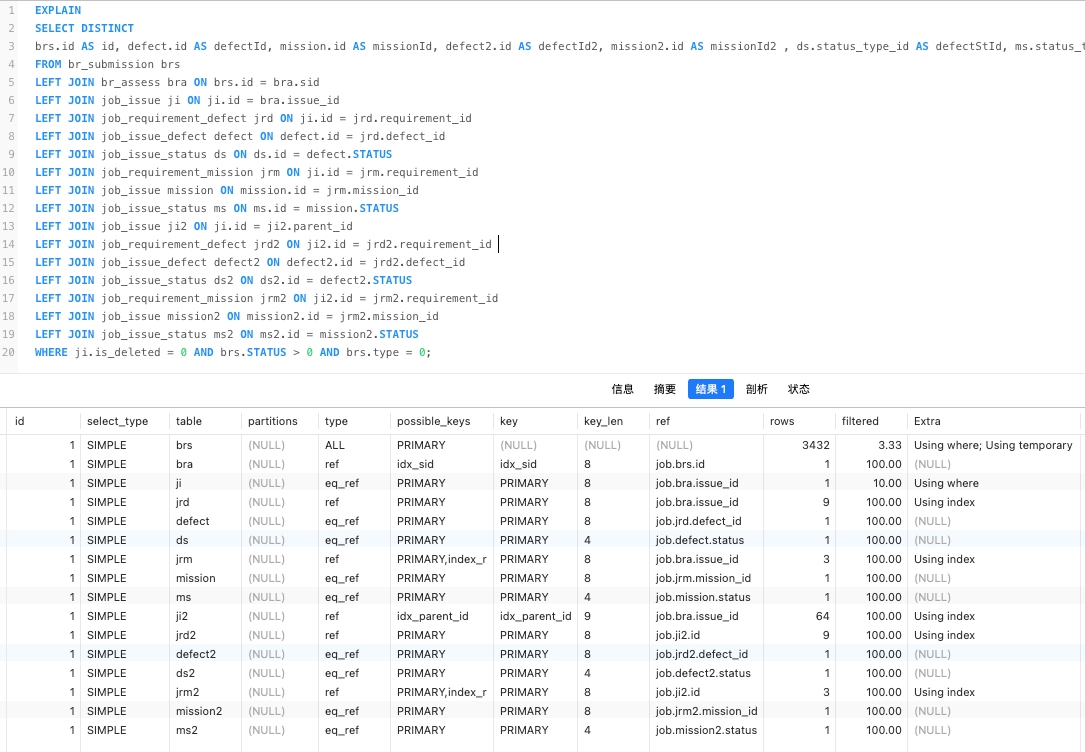 1 EXPLAIN
2 SELECT DISTINCT
3 brs.id AS id, defect.id AS defectId, mission.id AS missionId, defect2.id AS defectId2, mission2.id AS missionId2 , ds.status_type_id AS defectStId, ms.status_t
4 FROM br_submission brs
5 LEFT JOIN br_assess bra ON brs.id = bra.sid
6 LEFT JOIN job_issue ji ON ji.id = bra.issue_id
7 LEFT JOIN job_requirement_defect jrd ON ji.id = jrd.requirement_id
8 LEFT JOIN job_issue_defect defect ON defect.id = jrd.defect_id
9 LEFT JOIN job_issue_status ds ON ds.id = defect.STATUS
10 LEFT JOIN job_requirement_mission jrm ON ji.id = jrm.requirement_id
11 LEFT JOIN job_issue mission ON mission.id = jrm.mission_id
12 LEFT JOIN job_issue_status ms ON ms.id = mission.STATUS
13 LEFT JOIN job_issue ji2 ON ji.id = ji2.parent_id
14 LEFT JOIN job_requirement_defect jrd2 ON ji2.id = jrd2.requirement_id
15 LEFT JOIN job_issue_defect defect2 ON defect2.id = jrd2.defect_id
16 LEFT JOIN job_issue_status ds2 ON ds2.id = defect2.STATUS
17 LEFT JOIN job_requirement_mission jrm2 ON ji2.id = jrm2.requirement_id
18 LEFT JOIN job_issue mission2 ON mission2.id = jrm2.mission_id
19 LEFT JOIN job_issue_status ms2 ON ms2.id = mission2.STATUS
20 WHERE ji.is_deleted = 0 AND brs.STATUS > 0 AND brs.type = 0;
信息 摘要 结果 1 剖析 状态
id select_type table partitions type possible_keys key key_len ref rows filtered Extra
1 SIMPLE brs (NULL) ALL PRIMARY (NULL) (NULL) (NULL) 3432 3.33 Using where; Using temporary
1 SIMPLE bra (NULL) ref idx_sid idx_sid 8 job.brs.id 1 100.00 (NULL)
1 SIMPLE ji (NULL) eq_ref PRIMARY PRIMARY 8 job.bra.issue_id 1 10.00 Using where
1 SIMPLE jrd (NULL) ref PRIMARY PRIMARY 8 job.bra.issue_id 9 100.00 Using index
1 SIMPLE defect (NULL) eq_ref PRIMARY PRIMARY 8 job.jrd.defect_id 1 100.00 (NULL)
1 SIMPLE ds (NULL) eq_ref PRIMARY PRIMARY 4 job.defect.status 1 100.00 (NULL)
1 SIMPLE jrm (NULL) ref PRIMARY,index_r PRIMARY 8 job.bra.issue_id 3 100.00 Using index
1 SIMPLE mission (NULL) eq_ref PRIMARY PRIMARY 8 job.jrm.mission_id 1 100.00 (NULL)
1 SIMPLE ms (NULL) eq_ref PRIMARY PRIMARY 4 job.mission.status 1 100.00 (NULL)
1 SIMPLE ji2 (NULL) ref idx_parent_id idx_parent_id 9 job.bra.issue_id 64 100.00 Using index
1 SIMPLE jrd2 (NULL) ref PRIMARY PRIMARY 8 job.ji2.id 9 100.00 Using index
1 SIMPLE defect2 (NULL) eq_ref PRIMARY PRIMARY 8 job.jrd2.defect_id 1 100.00 (NULL)
1 SIMPLE ds2 (NULL) eq_ref PRIMARY PRIMARY 4 job.defect2.status 1 100.00 (NULL)
1 SIMPLE jrm2 (NULL) ref PRIMARY,index_r PRIMARY 8 job.ji2.id 3 100.00 Using index
1 SIMPLE mission2 (NULL) eq_ref PRIMARY PRIMARY 8 job.jrm2.mission_id 1 100.00 (NULL)
1 SIMPLE ms2 (NULL) eq_ref PRIMARY PRIMARY 4 job.mission2.status 1 100.00 (NULL)